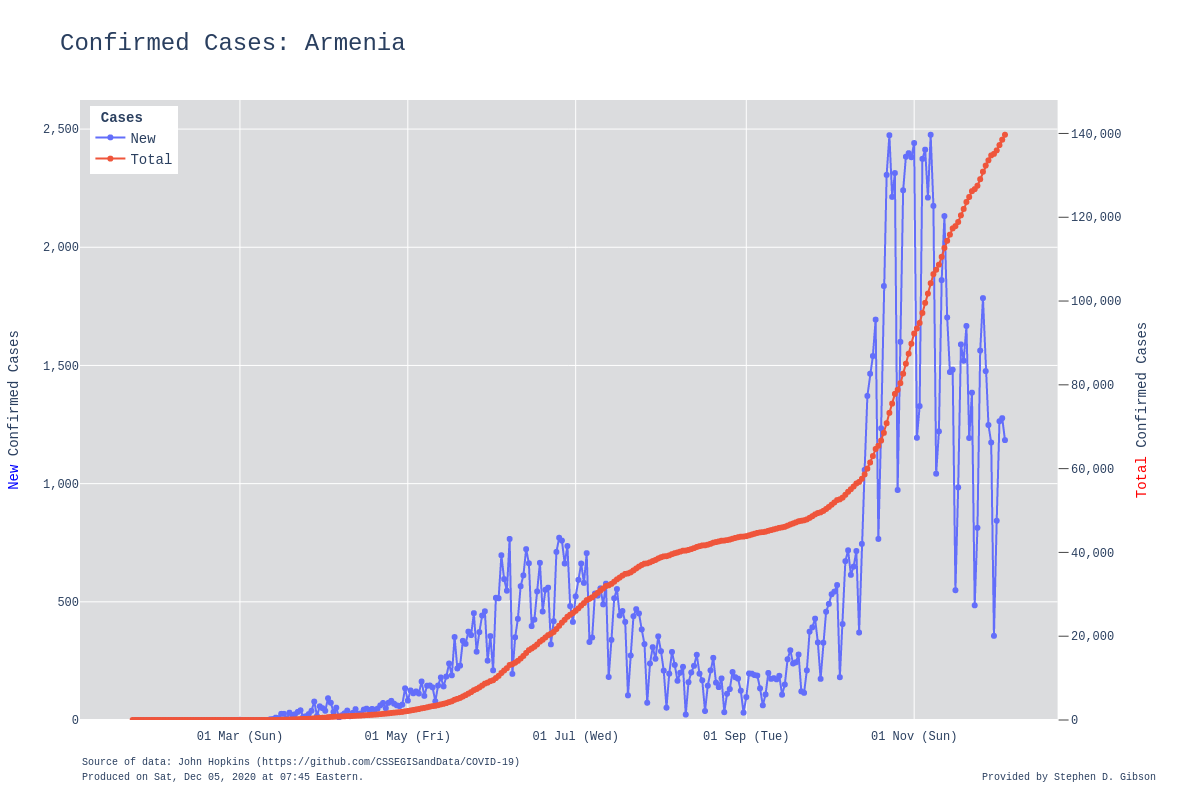 Confirmed Cases: Armenia
Cases
New
Total
2,500
2,000
1,500
1,000
500
0
140,000
120,000
100,000
80,000
60,000
40,000
20,000
0
New Confirmed Cases
Total Confirmed Cases
01 Mar (Sun)
01 May (Fri)
01 Jul (Wed)
01 Sep (Tue)
01 Nov (Sun)
Source of data: John Hopkins (https://github.com/CSSEGISandData/COVID-19)
Produced on Sat, Dec 05, 2020 at 07:45 Eastern.
Provided by Stephen D. Gibson